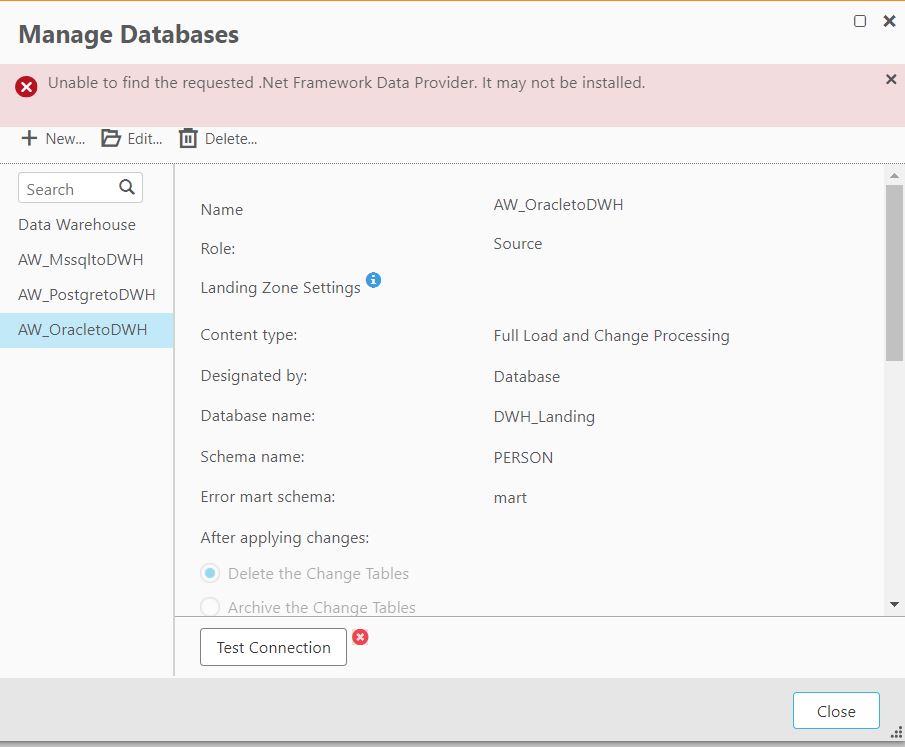 Manage Databases
Unable to find the requested .Net Framework Data Provider. It may not be installed.
New... Edit... Delete...
Search
Data Warehouse
AW_MssqltoDWH
AW_PostgretoDWH
AW_OracletoDWH
Name AW_OracletoDWH
Role: Source
Landing Zone Settings
Content type: Full Load and Change Processing
Designated by: Database
Database name: DWH_Landing
Schema name: PERSON
Error mart schema: mart
After applying changes:
Delete the Change Tables
Archive the Change Tables
Test Connection
Close